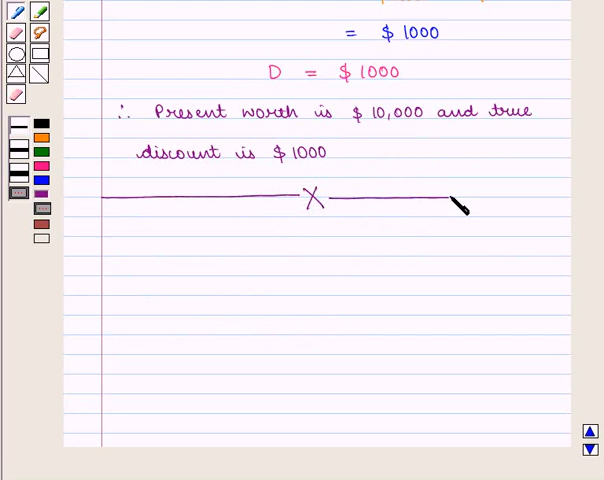 = $ 1000
D = $ 1000
∴ Present worth is $ 10,000 and true
discount is $ 1000
X